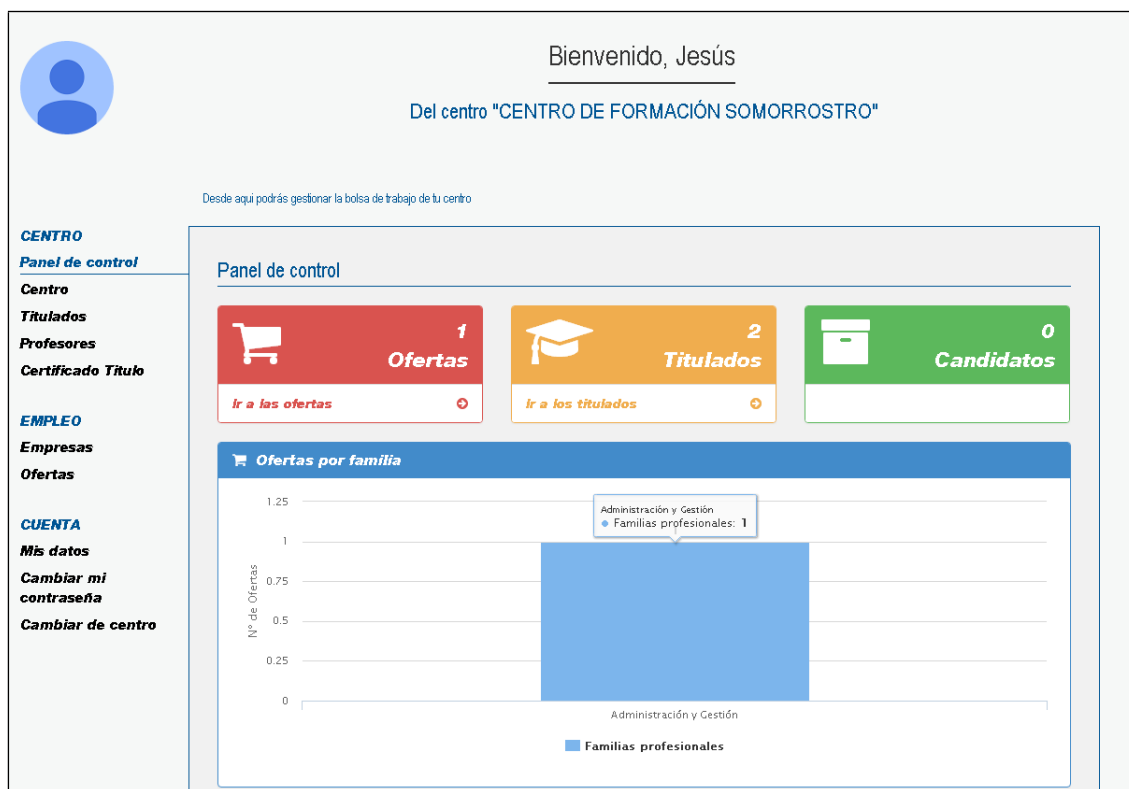 Bienvenido, Jesús
Del centro "CENTRO DE FORMACIÓN SOMORROSTRO"
Desde aqui podrás gestionar la bolsa de trabajo de tu centro
CENTRO
Panel de control
Centro
Titulados
Profesores
Certificado Titulo
EMPLEO
Empresas
Ofertas
CUENTA
Mis datos
Cambiar mi
contraseña
Cambiar de centro
Panel de control
1
Ofertas
Ir a las ofertas
2
Titulados
Ir a los titulados
0
Candidatos
Ofertas por familia
1.25
1
0.75
0.5
0.25
0
N° de Ofertas
Administración y Gestión
Familias profesionales: 1
Administración y Gestión
Familias profesionales